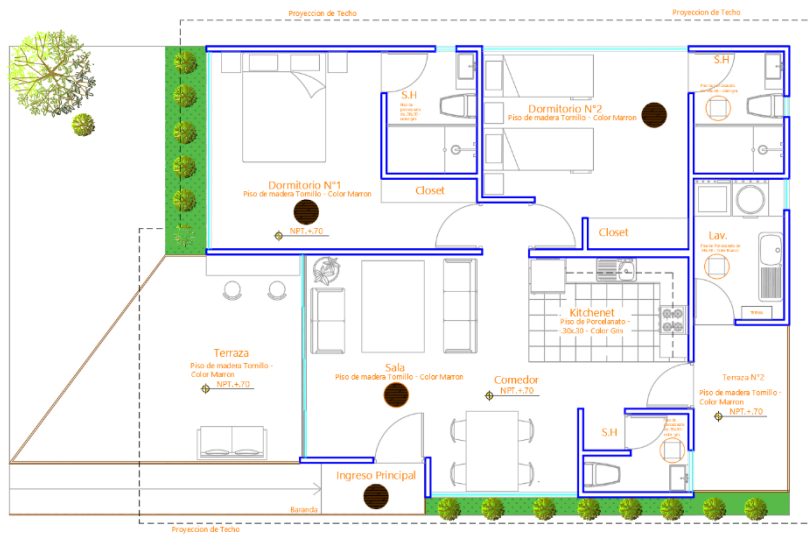 Proyeccion de Techo
Proyeccion de Techo
S.H
S.H
Dormitorio N°2
Piso de madera Tornillo - Color Marron
Dormitorio N°1
Piso de madera Tornillo - Color Marron
Closet
NPT.+.70
Closet
Lav.
Kitchenet
Piso de Porcelanato -
.30x.30 - Color Gris
Terraza
Piso de madera Tornillo -
Color Marron
NPT.+.70
Sala
Piso de madera Tornillo - Color Marron
Comedor
NPT.+.70
Terraza N°2
Piso de madera Tornillo -
Color Marron
NPT.+.70
S.H
Ingreso Principal
Baranda
Proyeccion de Techo